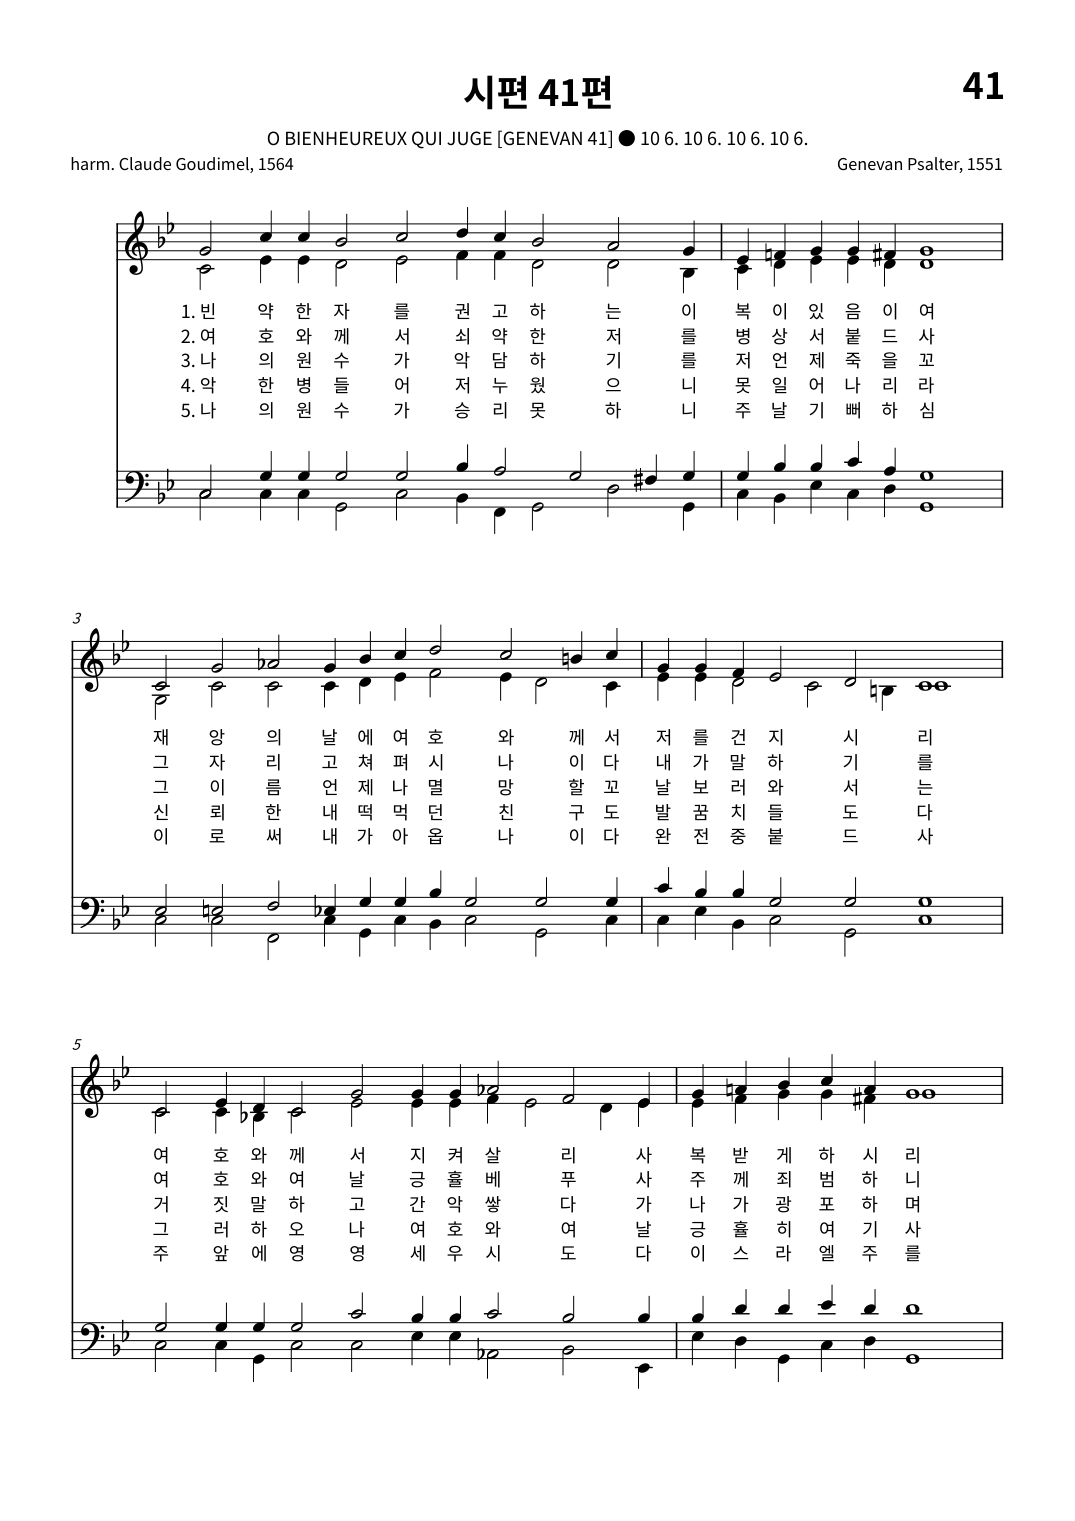 시편 41편
41
O BIENHEUREUX QUI JUGE [GENEVAN 41] ● 10 6. 10 6. 10 6. 10 6.
harm. Claude Goudimel, 1564
Genevan Psalter, 1551
1. 빈 약 한 자 를 권 고 하 는 이 복 이 있 음 이 여
2. 여 호 와 께 서 쇠 약 한 저 를 병 상 서 붙 드 사
3. 나 의 원 수 가 악 담 하 기 를 저 언 제 죽 을 꼬
4. 악 한 병 들 어 저 누 웠 으 니 못 일 어 나 리 라
5. 나 의 원 수 가 승 리 못 하 니 주 날 기 뻐 하 심
3
재 앙 의 날 에 여 호 와 께 서 저 를 건 지 시 리
그 자 리 고 쳐 펴 시 나 이 다 내 가 말 하 기 를
그 이 름 언 제 나 멸 망 할 꼬 날 보 러 와 서 는
신 뢰 한 내 떡 먹 던 친 구 도 발 꿈 치 들 도 다
이 로 써 내 가 아 옵 나 이 다 완 전 중 붙 드 사
5
여 호 와 께 서 지 켜 살 리 사 복 받 게 하 시 리
여 호 와 여 날 긍 휼 베 푸 사 주 께 죄 범 하 니
거 짓 말 하 고 간 악 쌓 다 가 나 가 광 포 하 며
그 러 하 오 나 여 호 와 여 날 긍 휼 히 여 기 사
주 앞 에 영 영 세 우 시 도 다 이 스 라 엘 주 를